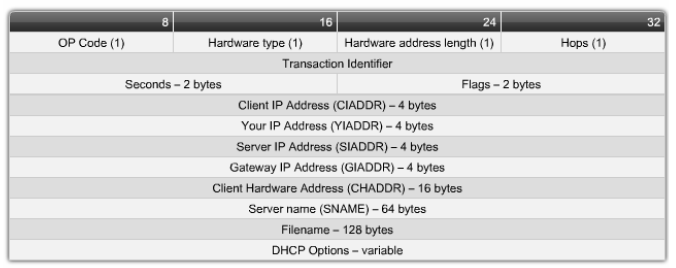 8 16 24 32
OP Code (1) Hardware type (1) Hardware address length (1) Hops (1)
Transaction Identifier
Seconds – 2 bytes Flags – 2 bytes
Client IP Address (CIADDR) – 4 bytes
Your IP Address (YIADDR) – 4 bytes
Server IP Address (SIADDR) – 4 bytes
Gateway IP Address (GIADDR) – 4 bytes
Client Hardware Address (CHADDR) – 16 bytes
Server name (SNAME) – 64 bytes
Filename – 128 bytes
DHCP Options – variable